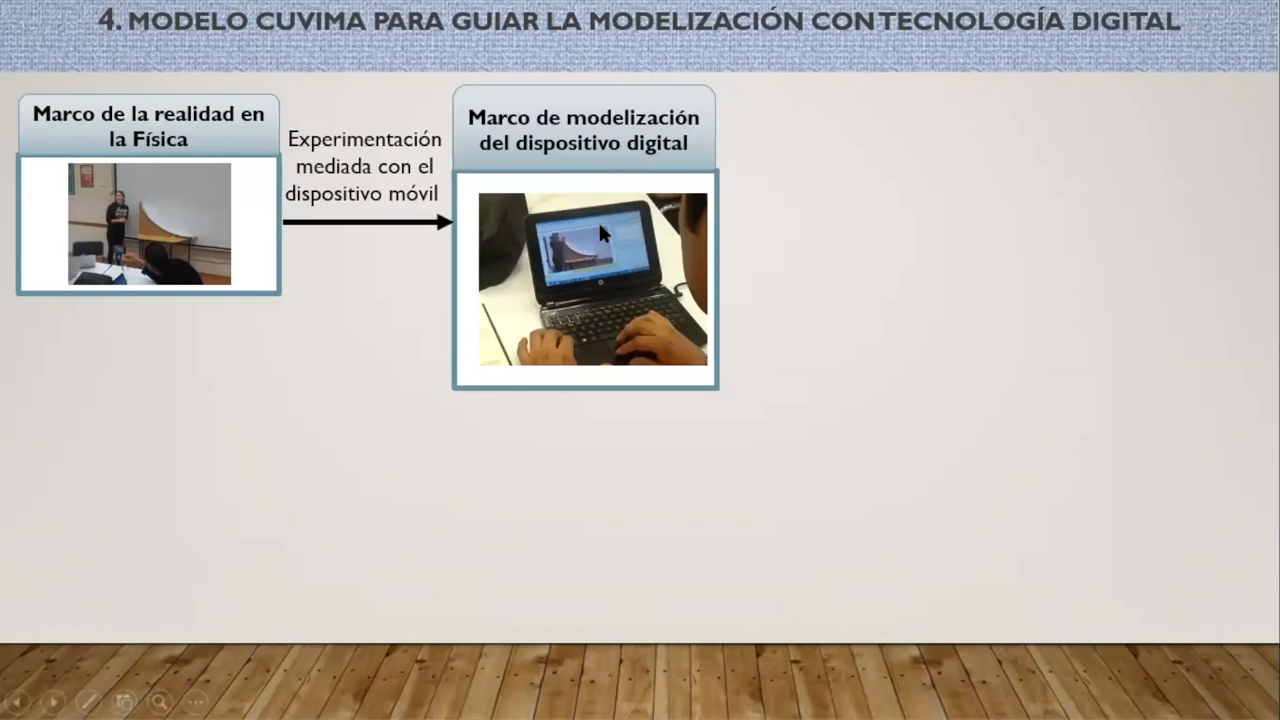 4. MODELO CUVIMA PARA GUIAR LA MODELIZACIÓN CON TECNOLOGÍA DIGITAL
Marco de la realidad en
la Física
Experimentación
mediada con el
dispositivo móvil
Marco de modelización
del dispositivo digital